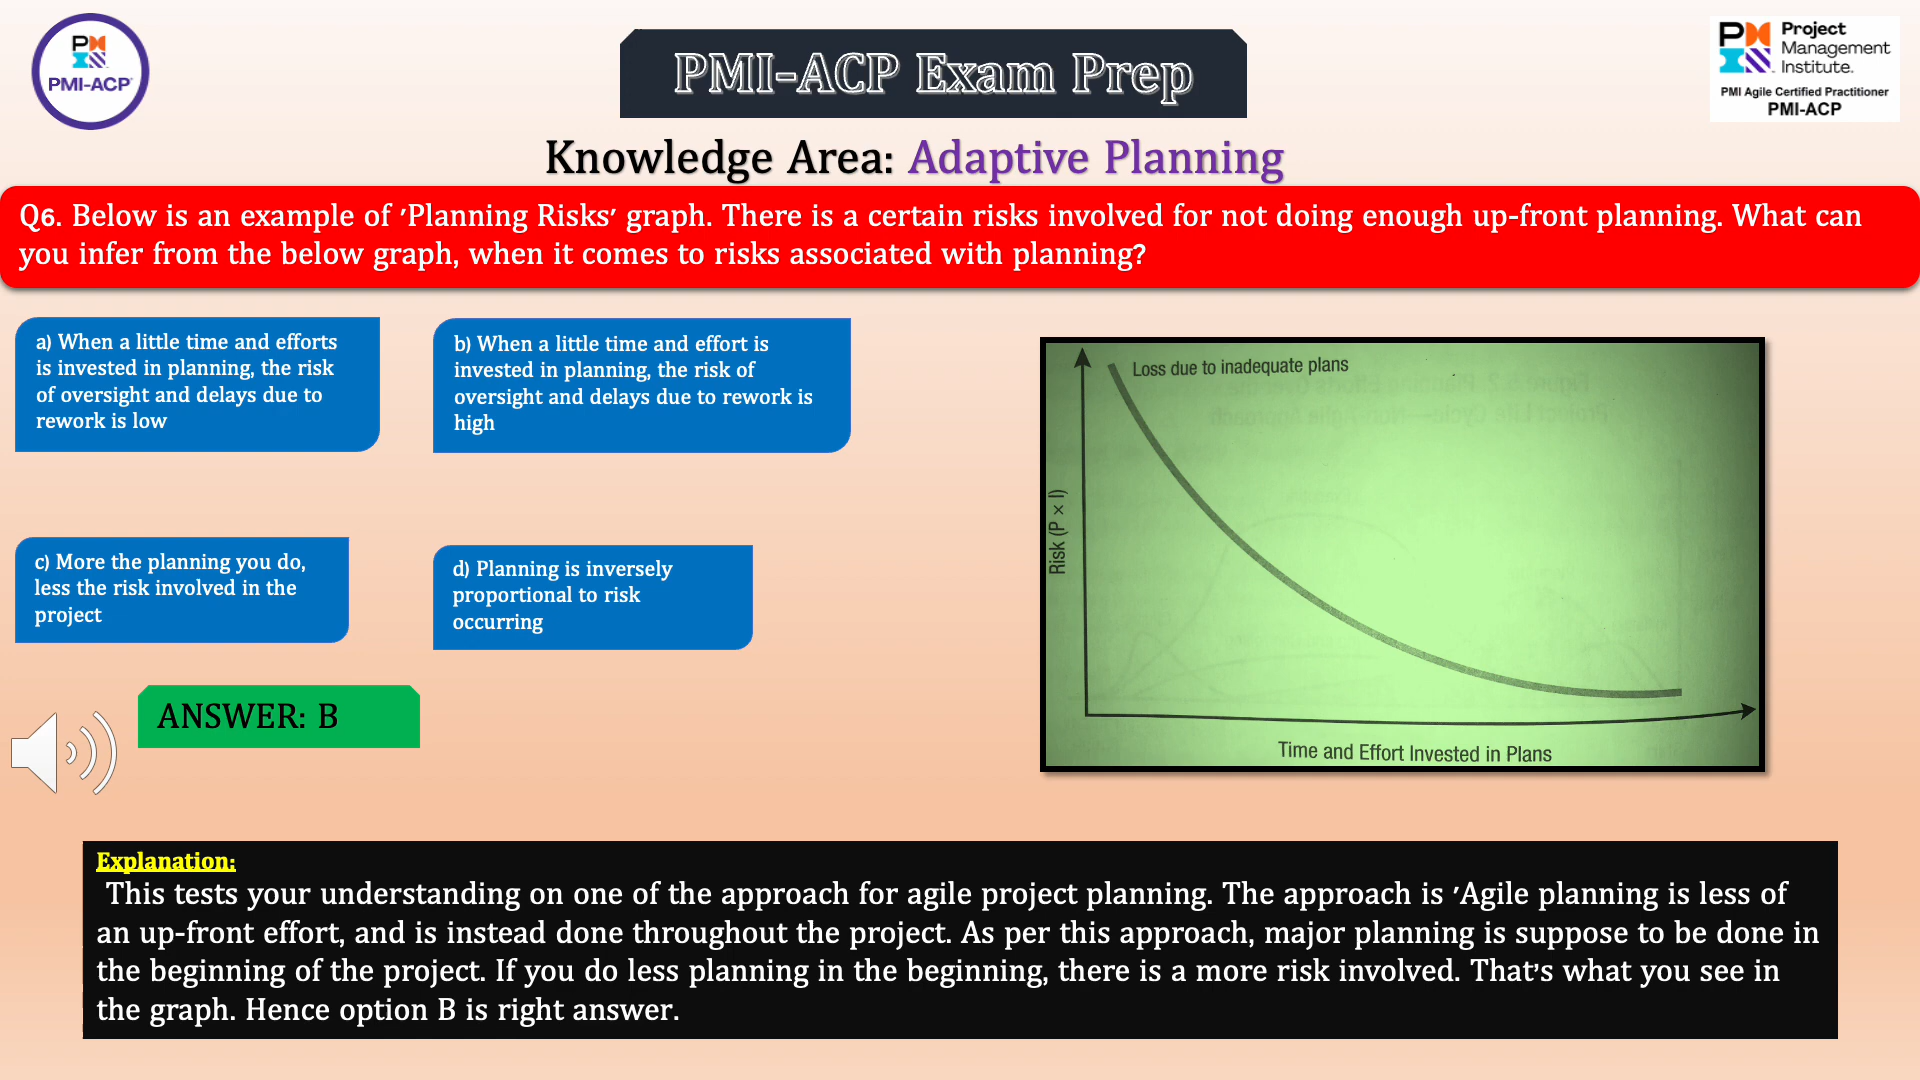 PMI-ACP
PMI-ACP Exam Prep
Project
Management
Institute.
PMI Agile Certified Practitioner
PMI-ACP
Knowledge Area: Adaptive Planning
Q6. Below is an example of 'Planning Risks' graph. There is a certain risks involved for not doing enough up-front planning. What can
you infer from the below graph, when it comes to risks associated with planning?
a) When a little time and efforts
is invested in planning, the risk
of oversight and delays due to
rework is low
b) When a little time and effort is
invested in planning, the risk of
oversight and delays due to rework is
high
c) More the planning you do,
less the risk involved in the
project
d) Planning is inversely
proportional to risk
occurring
Loss due to inadequate plans
Risk (P × I)
Time and Effort Invested in Plans
ANSWER: B
Explanation:
This tests your understanding on one of the approach for agile project planning. The approach is 'Agile planning is less of
an up-front effort, and is instead done throughout the project. As per this approach, major planning is suppose to be done in
the beginning of the project. If you do less planning in the beginning, there is a more risk involved. That's what you see in
the graph. Hence option B is right answer.